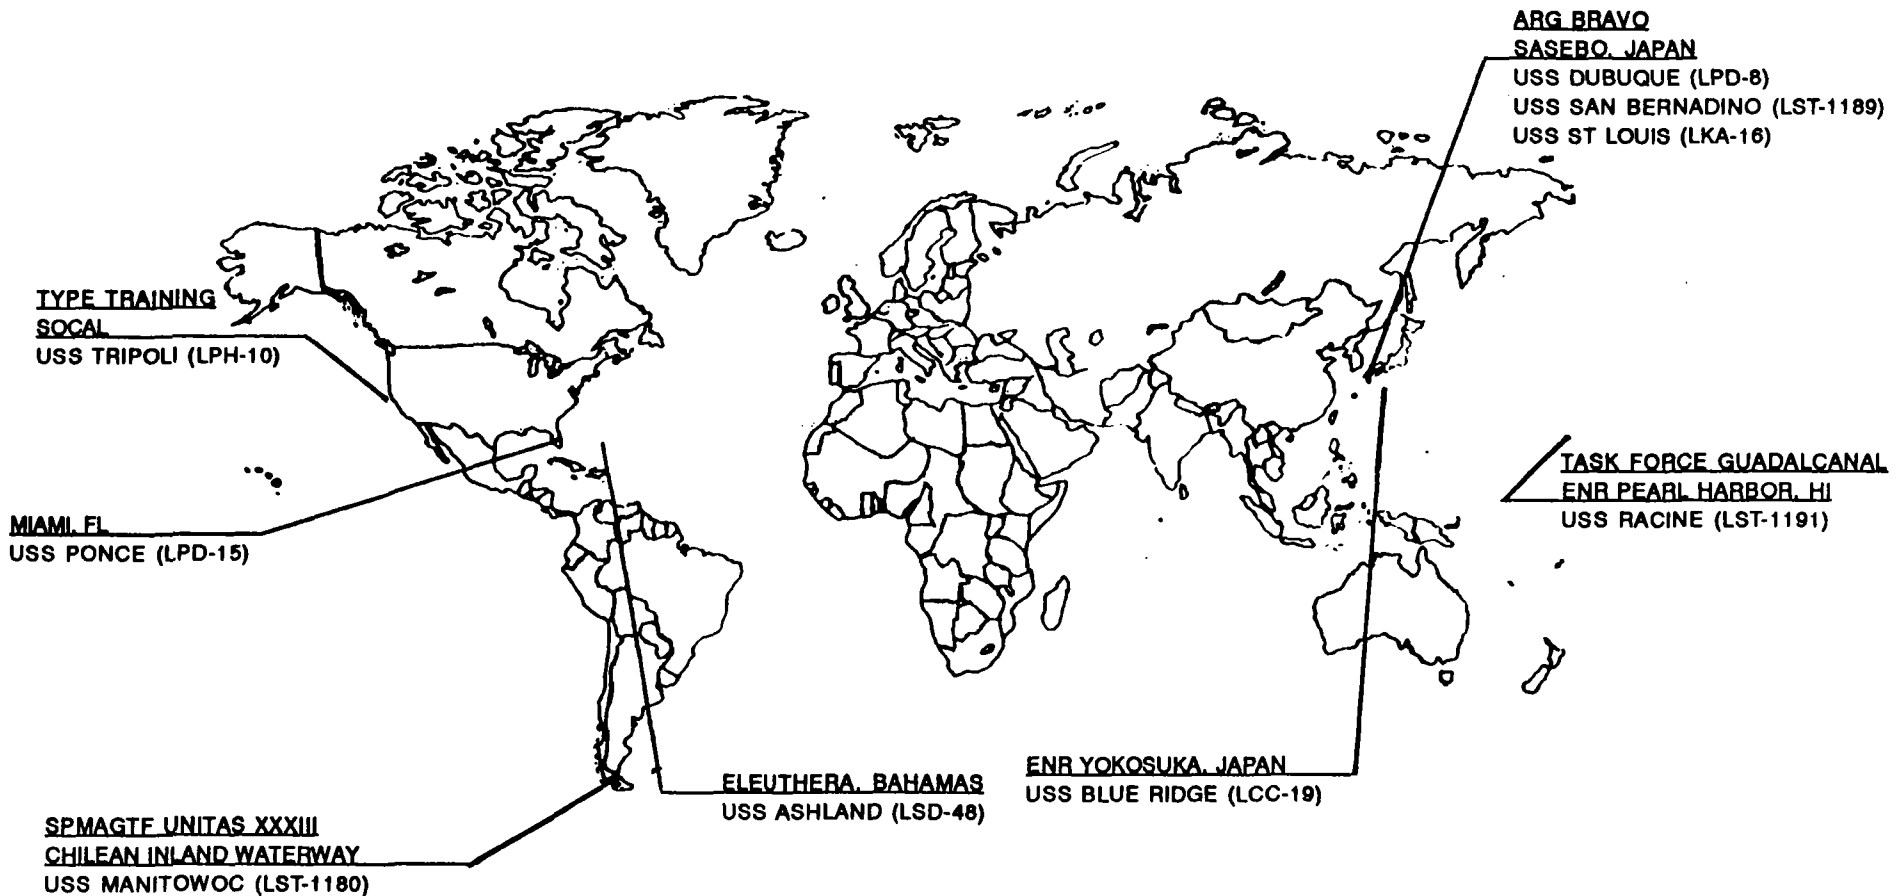 ARG BRAVO
SASEBO, JAPAN
USS DUBUQUE (LPD-8)
USS SAN BERNADINO (LST-1189)
USS ST LOUIS (LKA-16)
TYPE TRAINING
SOCAL
USS TRIPOLI (LPH-10)
TASK FORCE GUADALCANAL
ENR PEARL HARBOR, HI
USS RACINE (LST-1191)
MIAMI, FL
USS PONCE (LPD-15)
ELEUTHERA, BAHAMAS
USS ASHLAND (LSD-48)
ENR YOKOSUKA, JAPAN
USS BLUE RIDGE (LCC-19)
SPMAGTF UNITAS XXXIII
CHILEAN INLAND WATERWAY
USS MANITOWOC (LST-1180)